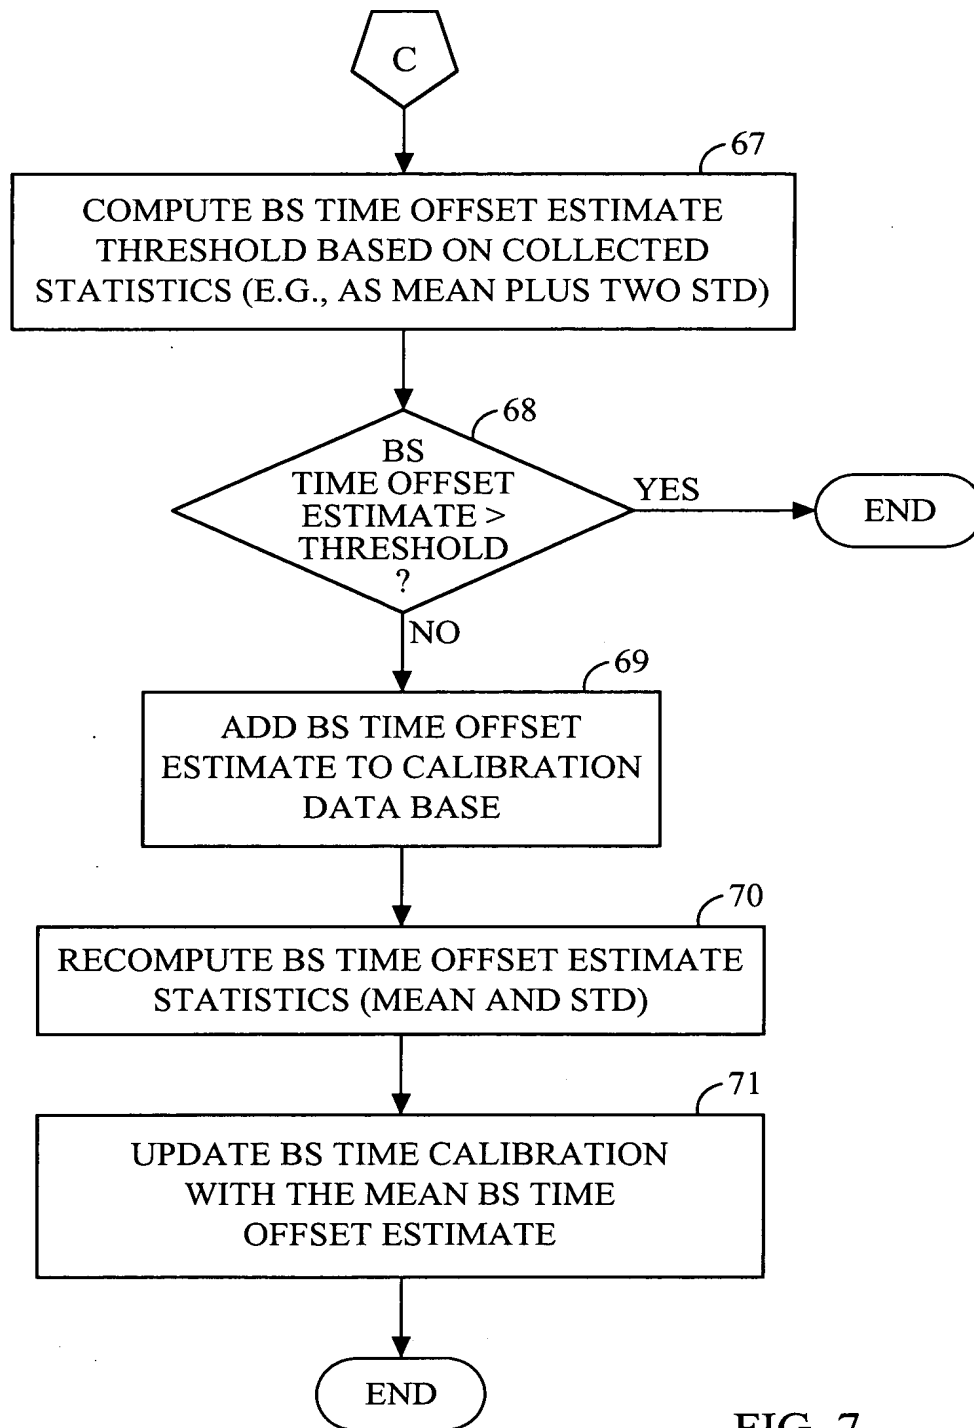 C
67
COMPUTE BS TIME OFFSET ESTIMATE
THRESHOLD BASED ON COLLECTED
STATISTICS (E.G., AS MEAN PLUS TWO STD)
68
BS
TIME OFFSET
ESTIMATE >
THRESHOLD
?
YES
END
NO
69
ADD BS TIME OFFSET
ESTIMATE TO CALIBRATION
DATA BASE
70
RECOMPUTE BS TIME OFFSET ESTIMATE
STATISTICS (MEAN AND STD)
71
UPDATE BS TIME CALIBRATION
WITH THE MEAN BS TIME
OFFSET ESTIMATE
END
FIG. 7